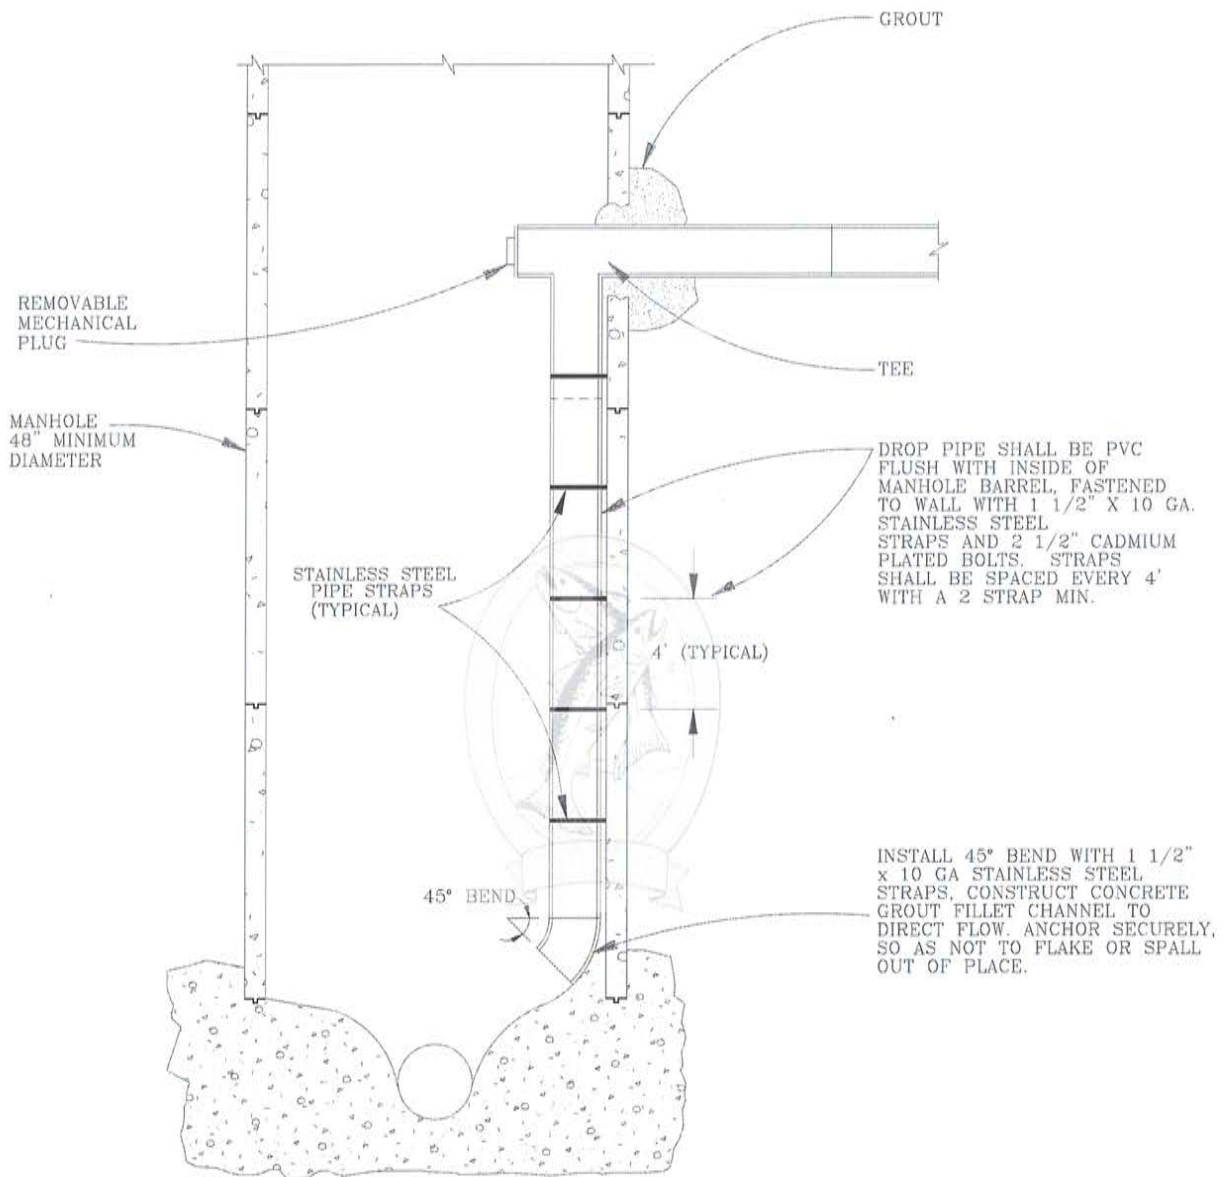 GROUT
REMOVABLE
MECHANICAL
PLUG
TEE
MANHOLE
48" MINIMUM
DIAMETER
DROP PIPE SHALL BE PVC
FLUSH WITH INSIDE OF
MANHOLE BARREL, FASTENED
TO WALL WITH 1 1/2" X 10 GA.
STAINLESS STEEL
STRAPS AND 2 1/2" CADMIUM
PLATED BOLTS. STRAPS
SHALL BE SPACED EVERY 4'
WITH A 2 STRAP MIN.
STAINLESS STEEL
PIPE STRAPS
(TYPICAL)
4' (TYPICAL)
45° BEND
INSTALL 45° BEND WITH 1 1/2"
x 10 GA STAINLESS STEEL
STRAPS, CONSTRUCT CONCRETE
GROUT FILLET CHANNEL TO
DIRECT FLOW. ANCHOR SECURELY,
SO AS NOT TO FLAKE OR SPALL
OUT OF PLACE.